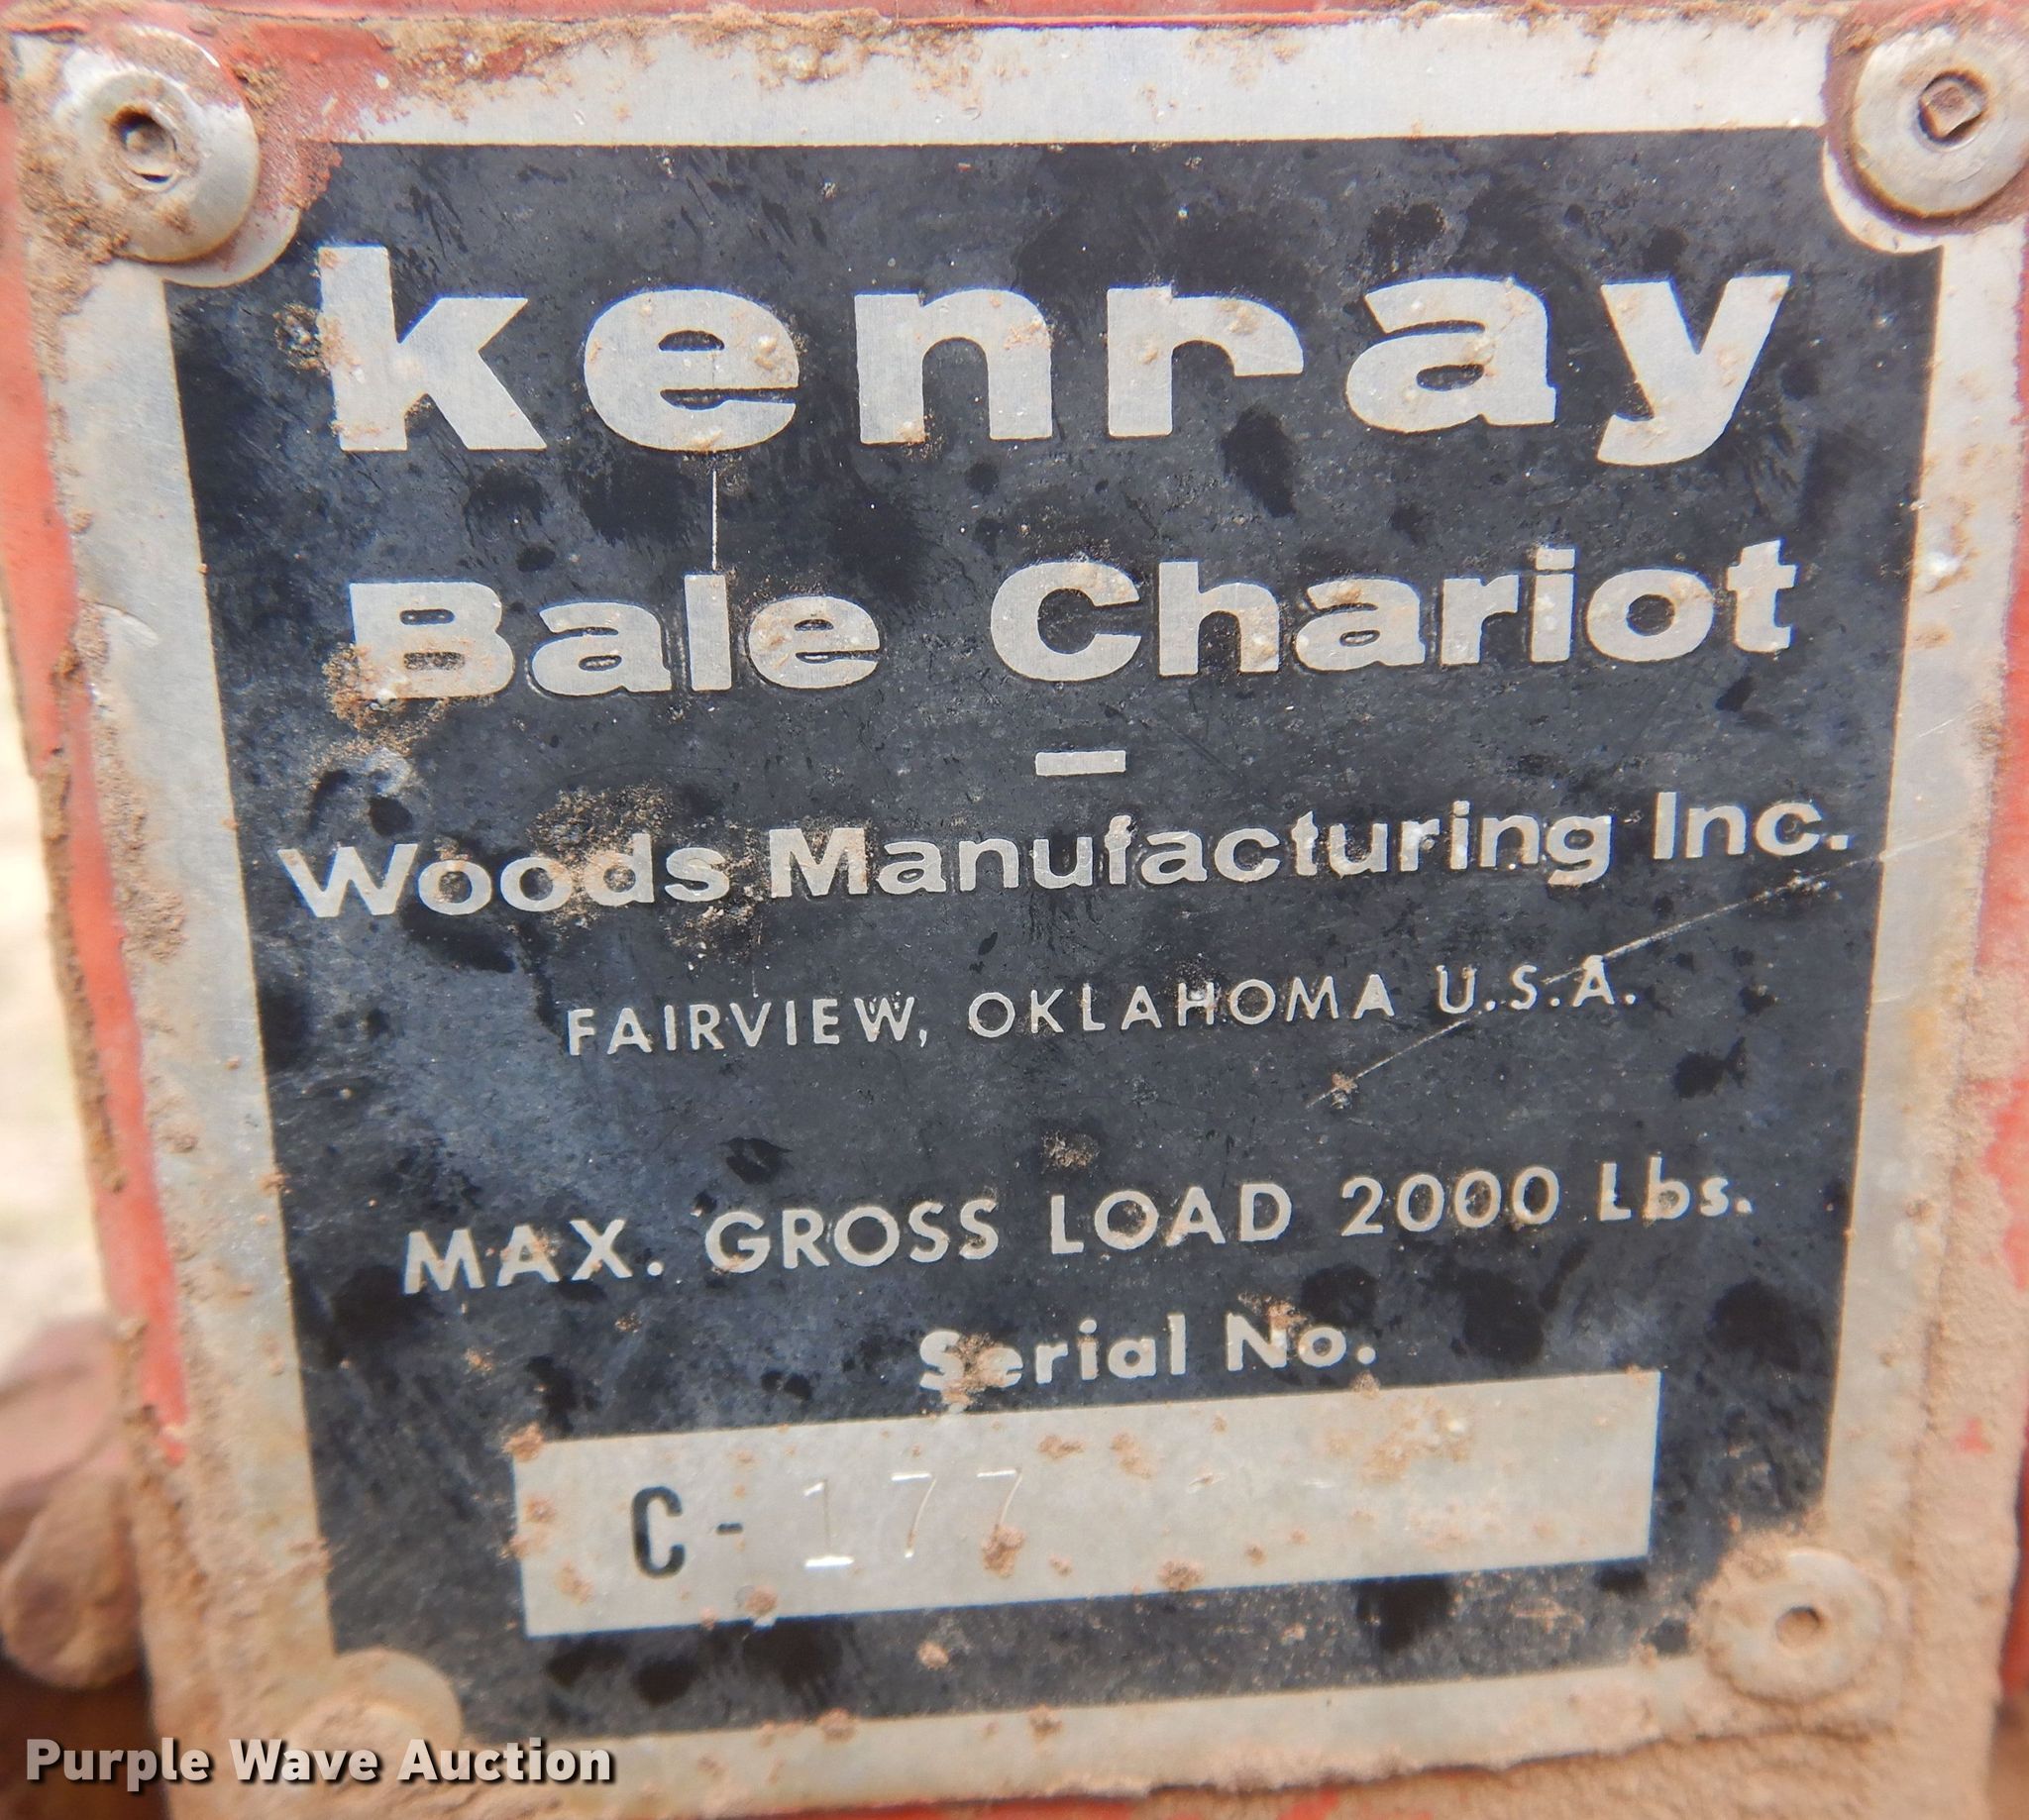 kenray
Bale Chariot
–
Woods Manufacturing Inc.
FAIRVIEW, OKLAHOMA U.S.A.
MAX. GROSS LOAD 2000 Lbs.
Serial No.
C-177
Purple Wave Auction